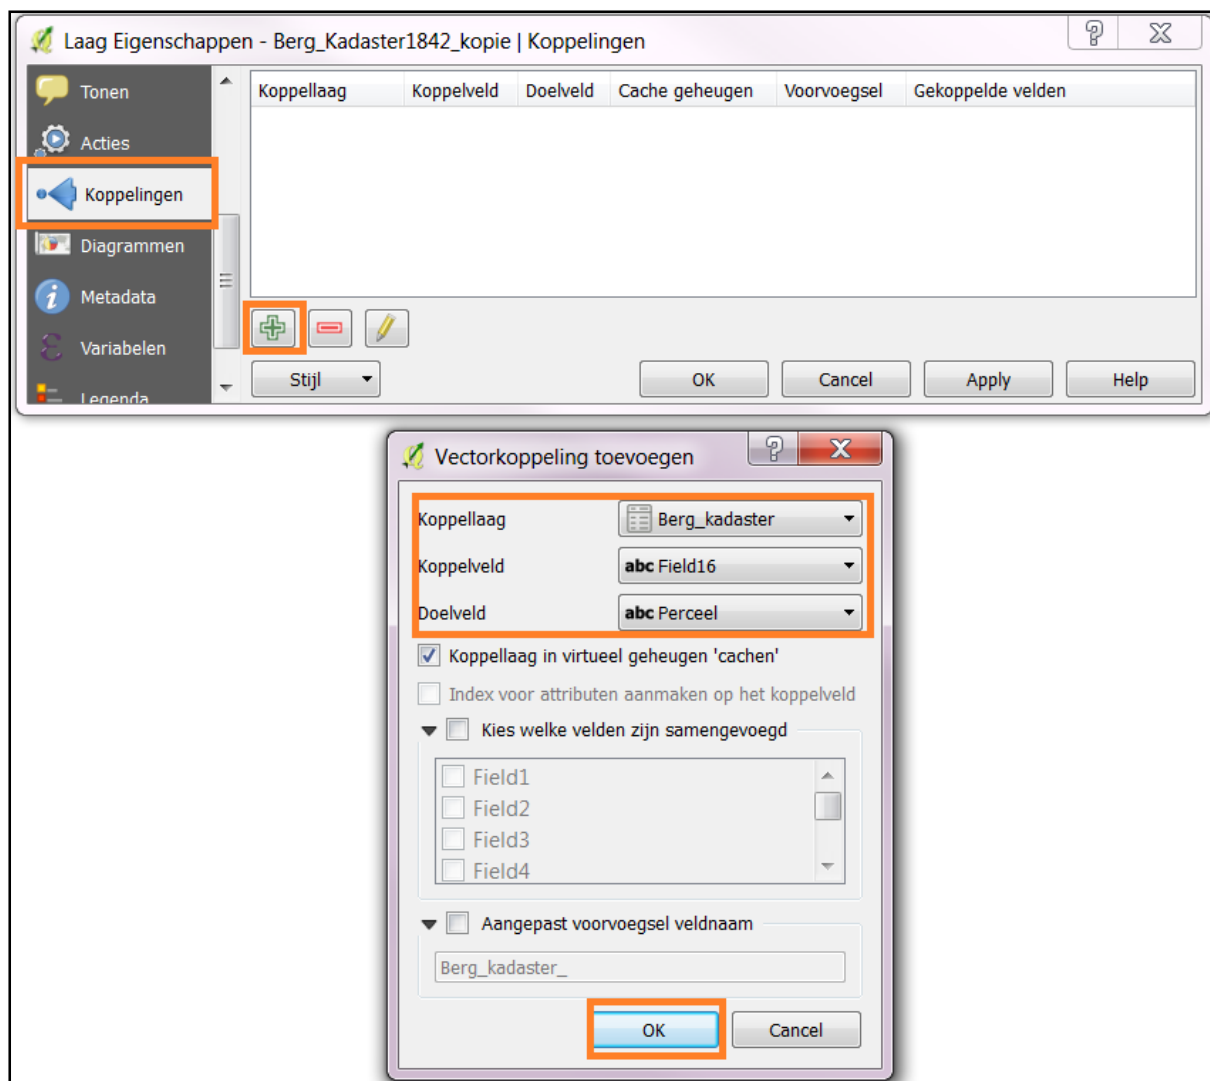 Laag Eigenschappen - Berg_Kadaster1842_kopie | Koppelingen
Tonen
Acties
Koppelingen
Diagrammen
Metadata
Variabelen
Legenda
Koppellaag Koppelveld Doelveld Cache geheugen Voorvoegsel Gekoppelde velden
Stijl OK Cancel Apply Help
Vectorkoppeling toevoegen
Koppellaag Berg_kadaster
Koppelveld abc Field16
Doelveld abc Perceel
Koppellaag in virtueel geheugen 'cachen'
Index voor attributen aanmaken op het koppelveld
Kies welke velden zijn samengevoegd
Field1
Field2
Field3
Field4
Aangepast voorvoegsel veldnaam
Berg_kadaster_
OK Cancel